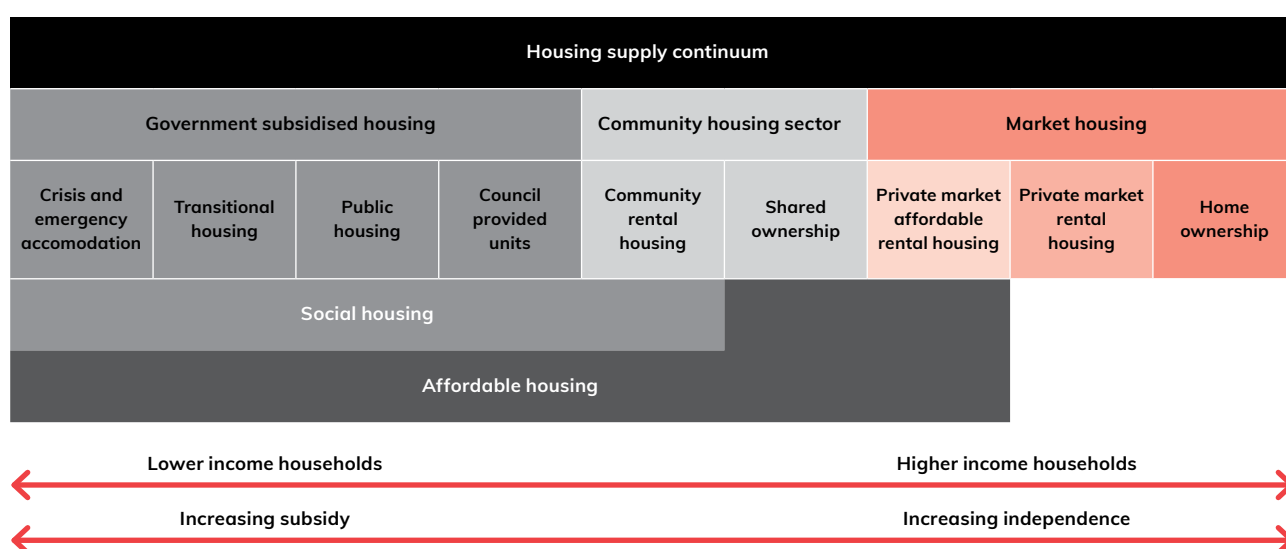 Housing supply continuum
Government subsidised housing
Community housing sector
Market housing
Crisis and
emergency
accomodation
Transitional
housing
Public
housing
Council
provided
units
Community
rental
housing
Shared
ownership
Private market
affordable
rental housing
Private market
rental
housing
Home
ownership
Social housing
Affordable housing
Lower income households
Higher income households
Increasing subsidy
Increasing independence